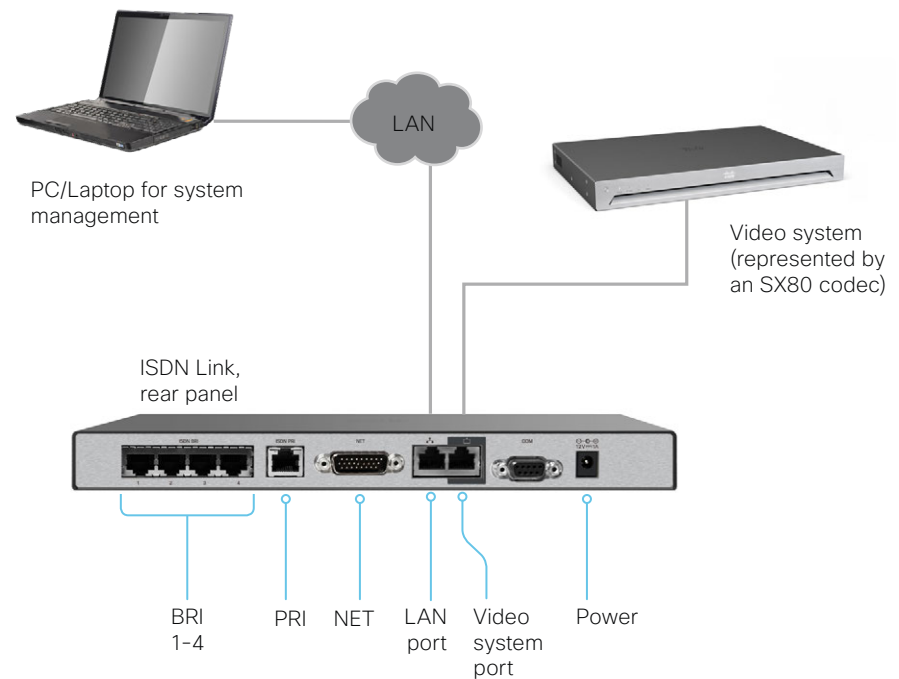 LAN
PC/Laptop for system
management
Video system
(represented by
an SX80 codec)
ISDN Link,
rear panel
ISDN BRI
ISDN PRI
NET
COM
12V
1
2
3
4
BRI
1-4
PRI
NET
LAN
port
Video
system
port
Power